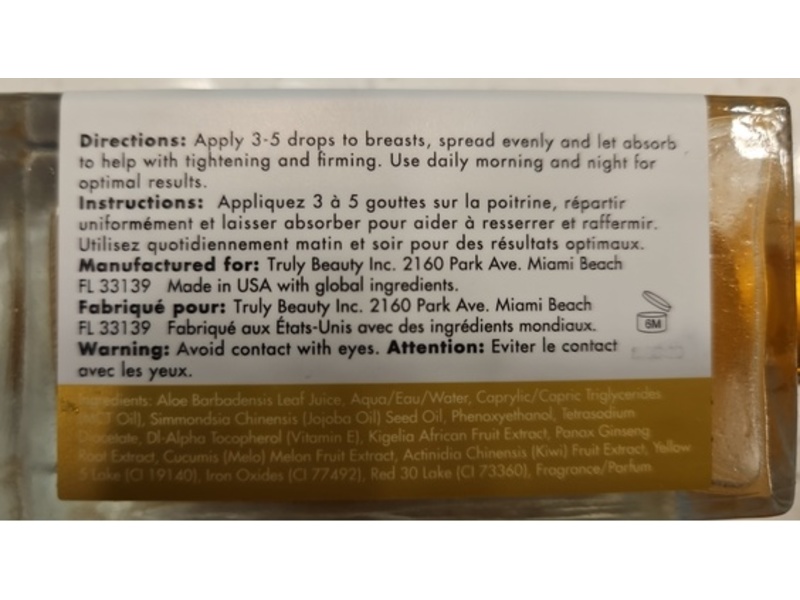 Directions: Apply 3-5 drops to breasts, spread evenly and let absorb
to help with tightening and firming. Use daily morning and night for
optimal results.
Instructions: Appliquez 3 à 5 gouttes sur la poitrine, répartir
uniformément et laisser absorber pour aider à resserrer et raffermir.
Utilisez quotidiennement matin et soir pour des résultats optimaux.
Manufactured for: Truly Beauty Inc. 2160 Park Ave. Miami Beach
FL 33139 Made in USA with global ingredients.
Fabriqué pour: Truly Beauty Inc. 2160 Park Ave. Miami Beach
FL 33139 Fabriqué aux États-Unis avec des ingrédients mondiaux.
6M
Warning: Avoid contact with eyes. Attention: Eviter le contact
avec les yeux.
Ingredients: Aloe Barbadensis Leaf Juice, Aqua/Eau/Water, Caprylic/Capric Triglycerides
(MCT Oil), Simmondsia Chinensis (Jojoba Oil) Seed Oil, Phenoxyethanol, Tetrasodium
Diacetate, Dl-Alpha Tocopherol (Vitamin E), Kigelia African Fruit Extract, Panax Ginseng
Root Extract, Cucumis (Melo) Melon Fruit Extract, Actinidia Chinensis (Kiwi) Fruit Extract, Yellow
5 Lake (CI 19140), Iron Oxides (CI 77492), Red 30 Lake (CI 73360), Fragrance/Parfum